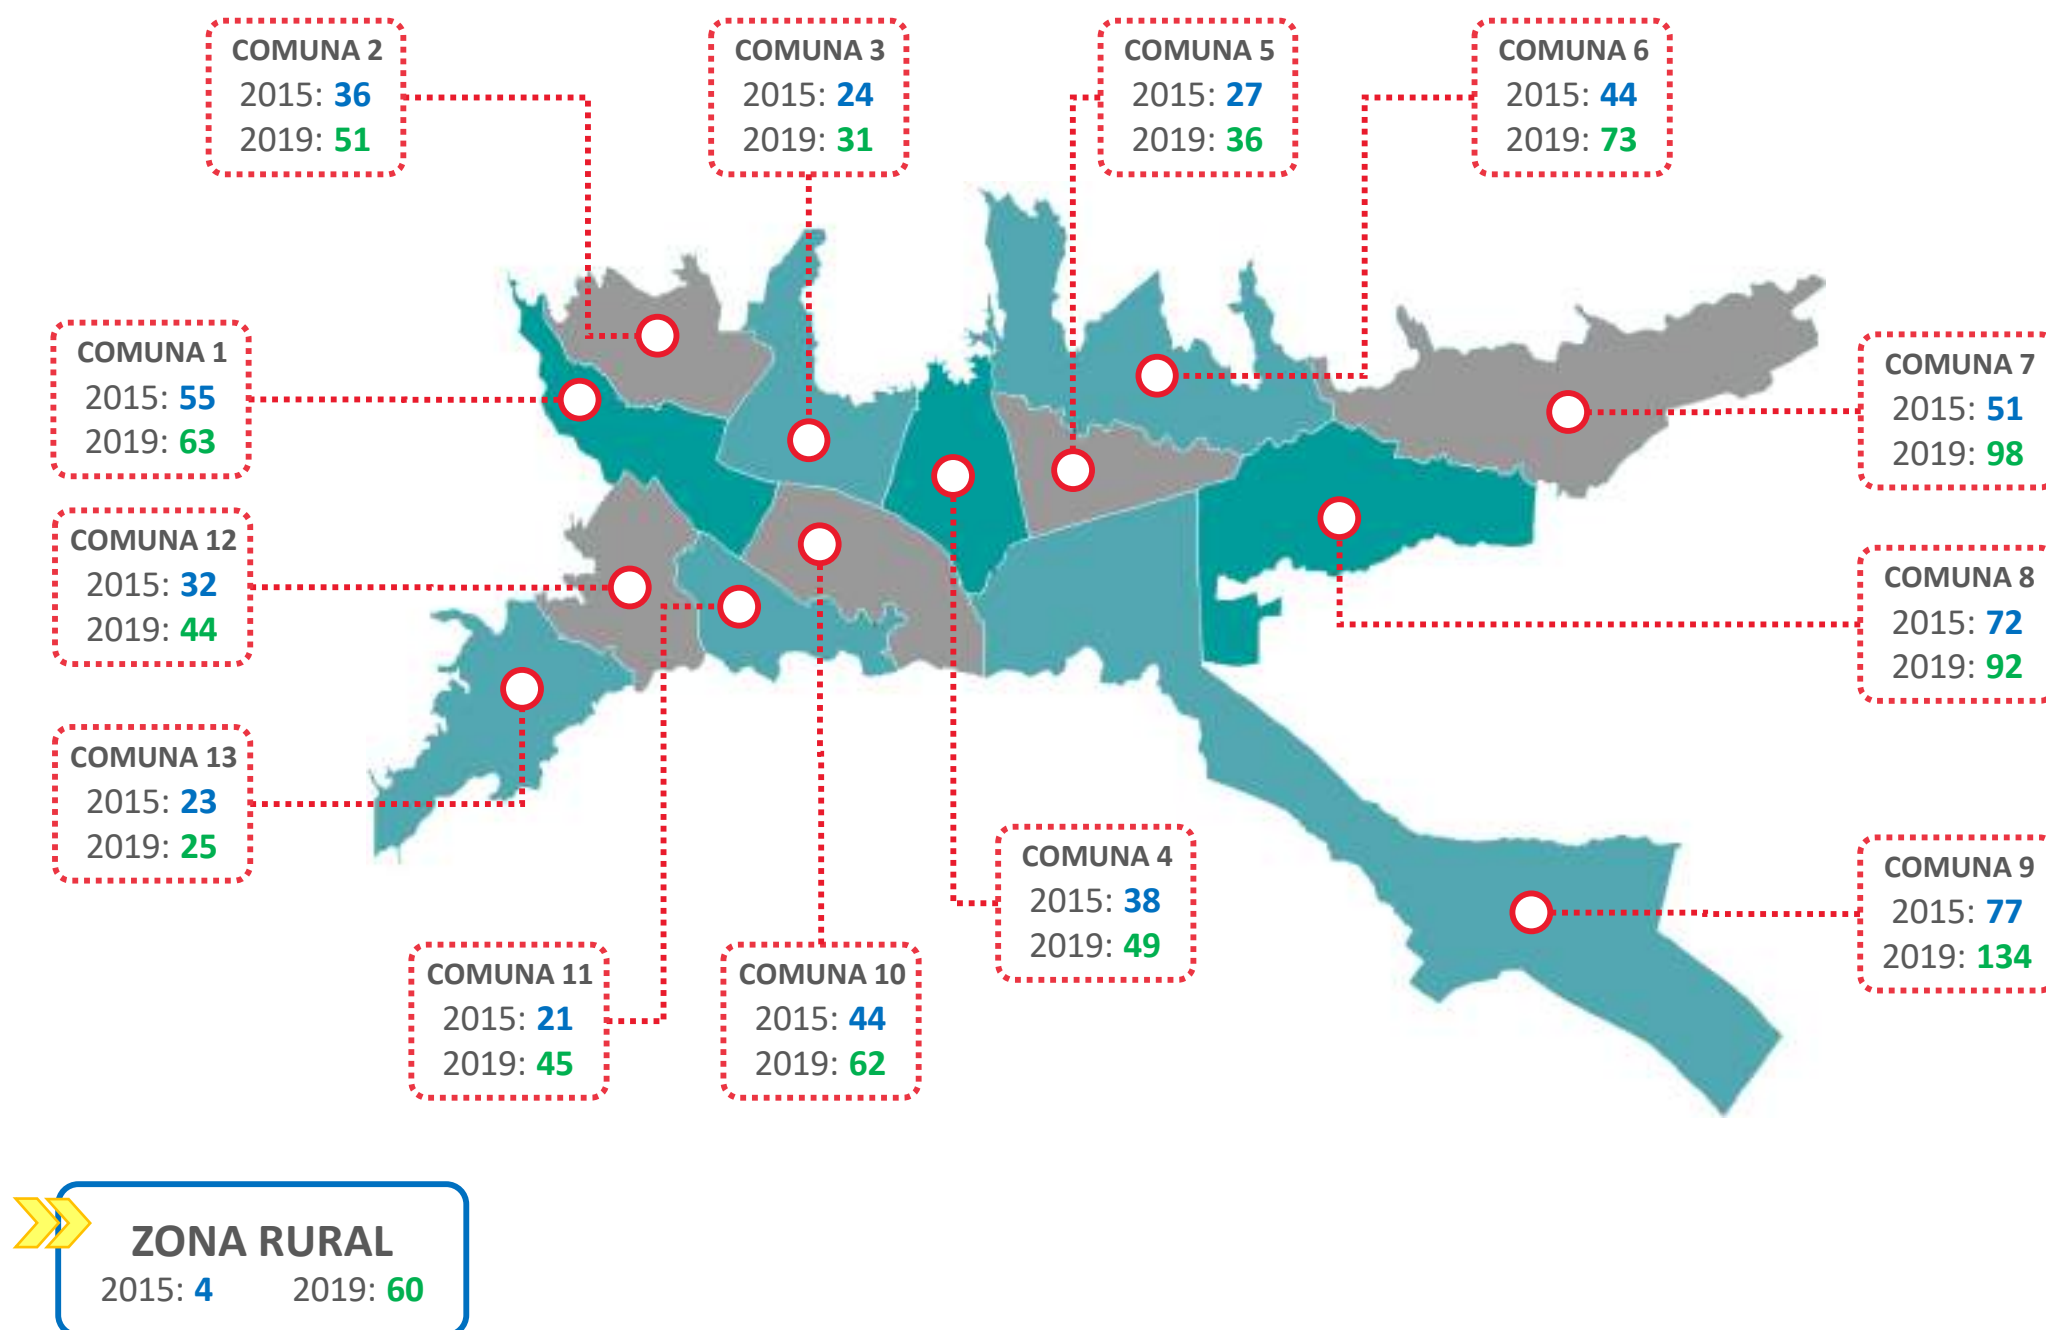 COMUNA 2
2015: 36
2019: 51
COMUNA 3
2015: 24
2019: 31
COMUNA 5
2015: 27
2019: 36
COMUNA 6
2015: 44
2019: 73
COMUNA 1
2015: 55
2019: 63
COMUNA 7
2015: 51
2019: 98
COMUNA 12
2015: 32
2019: 44
COMUNA 8
2015: 72
2019: 92
COMUNA 13
2015: 23
2019: 25
COMUNA 4
2015: 38
2019: 49
COMUNA 9
2015: 77
2019: 134
COMUNA 11
2015: 21
2019: 45
COMUNA 10
2015: 44
2019: 62
ZONA RURAL
2015: 4 2019: 60